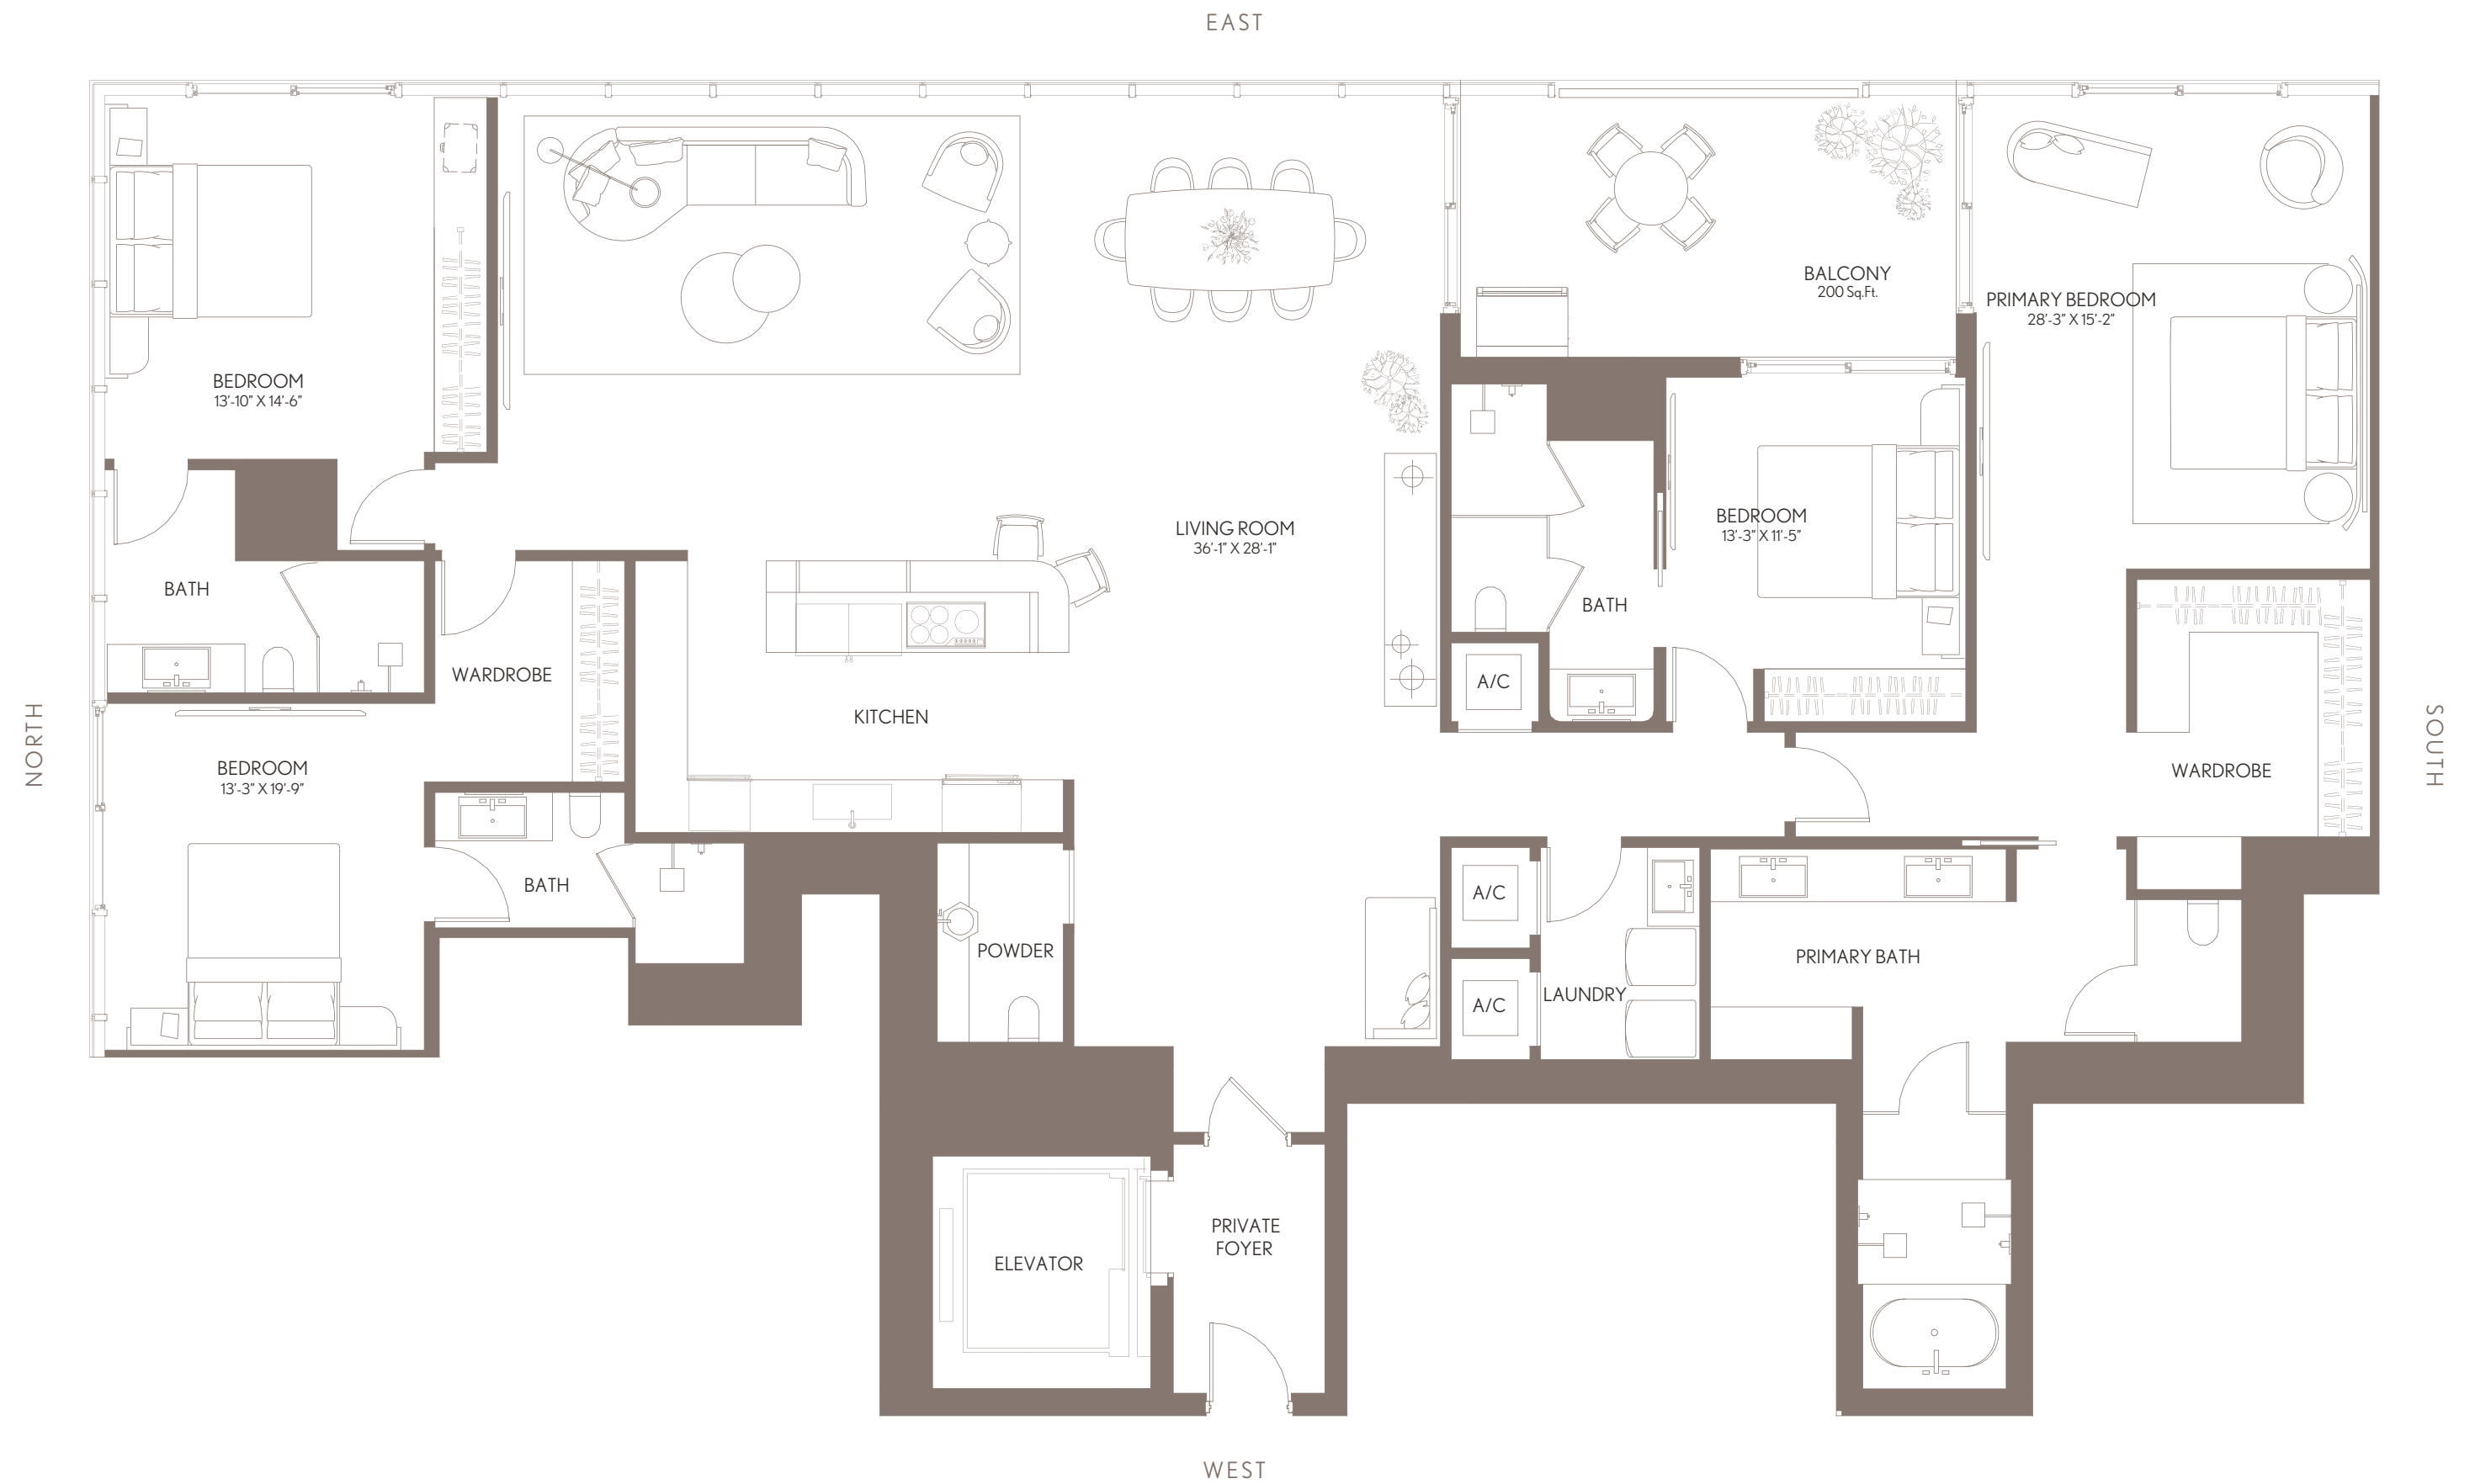 EAST
BALCONY
200 Sq.Ft.
PRIMARY BEDROOM
28'-3" X 15'-2"
BEDROOM
13'-10" X 14'-6"
LIVING ROOM
36'-1" X 28'-1"
BEDROOM
13'-3" X 11'-5"
BATH
BATH
WARDROBE
A/C
KITCHEN
NORTH
SOUTH
BEDROOM
13'-3" X 19'-9"
WARDROBE
BATH
A/C
POWDER
PRIMARY BATH
LAUNDRY
A/C
PRIVATE
FOYER
ELEVATOR
WEST